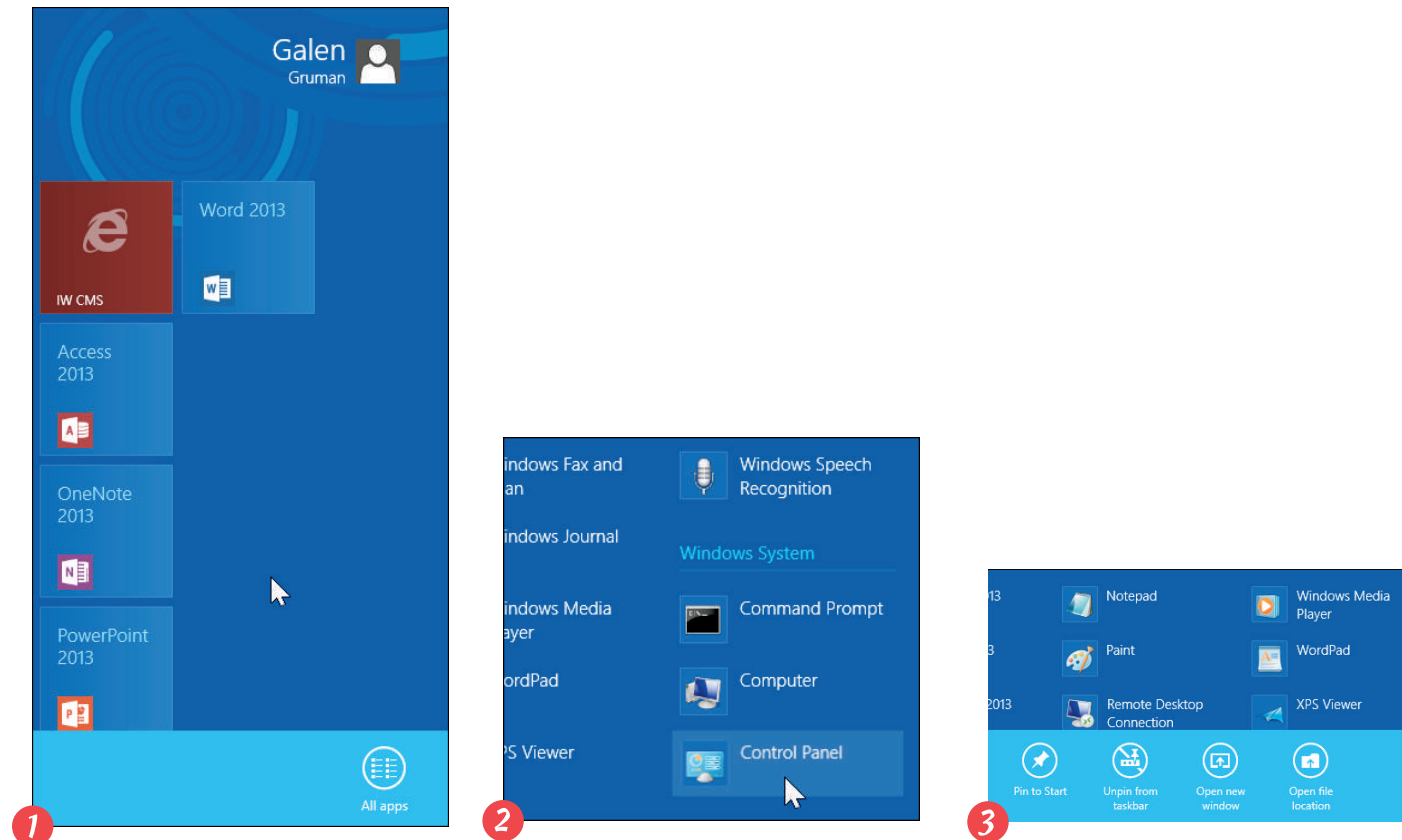 Galen
Gruman
IW CMS
Word 2013
Access
2013
OneNote
2013
PowerPoint
2013
All apps
1
indows Fax and
an
indows Journal
indows Media
ayer
ordPad
PS Viewer
Windows Speech
Recognition
Windows System
Command Prompt
Computer
Control Panel
2
13
3
2013
Notepad
Paint
Remote Desktop
Connection
Windows Media
Player
WordPad
XPS Viewer
Pin to Start
Unpin from
taskbar
Open new
window
Open file
location
3